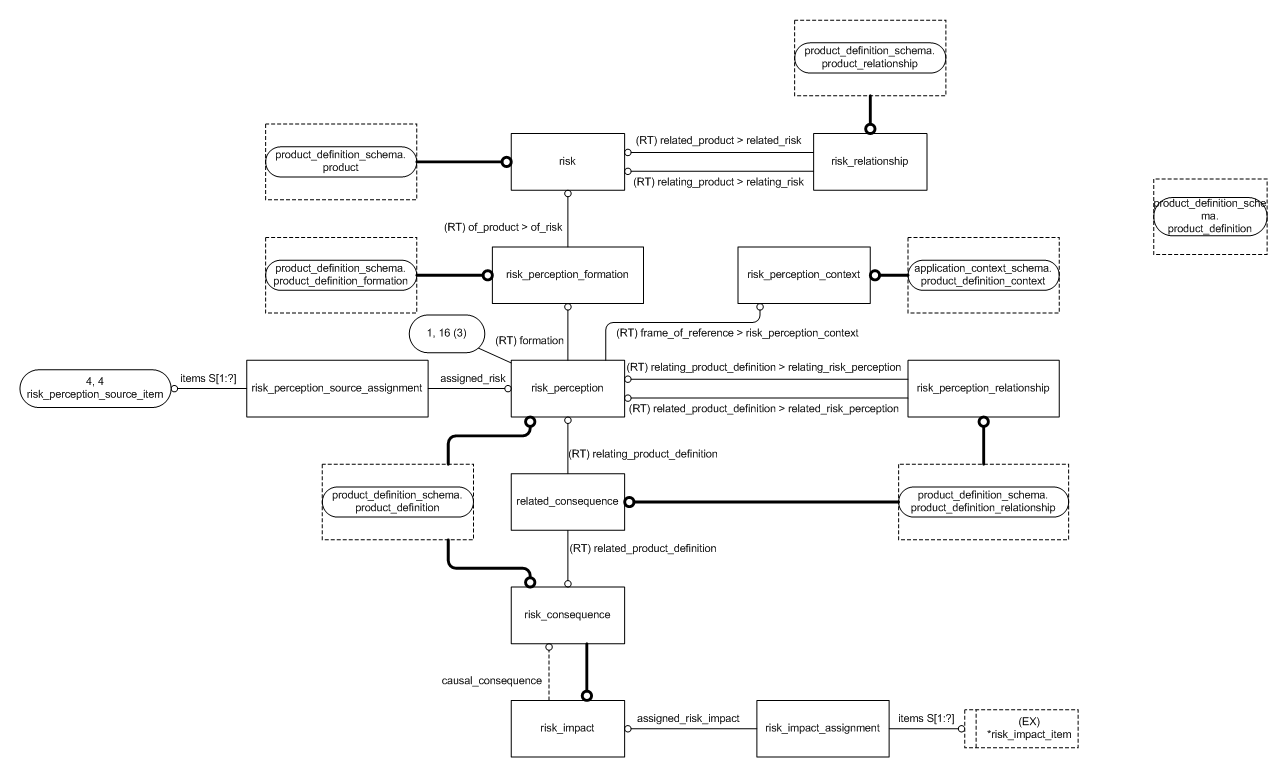 product_definition_schema.
product_relationship
(RT) related_product > related_risk
product_definition_schema.
product
risk
risk_relationship
(RT) relating_product > relating_risk
product_definition_sche
ma.
product_definition
(RT) of_product > of_risk
product_definition_schema.
product_definition_formation
risk_perception_formation
risk_perception_context
application_context_schema.
product_definition_context
1, 16 (3)
(RT) formation
(RT) frame_of_reference > risk_perception_context
4, 4
risk_perception_source_item
items S[1:?]
risk_perception_source_assignment
assigned_risk
risk_perception
(RT) relating_product_definition > relating_risk_perception
risk_perception_relationship
(RT) related_product_definition > related_risk_perception
(RT) relating_product_definition
product_definition_schema.
product_definition
related_consequence
product_definition_schema.
product_definition_relationship
(RT) related_product_definition
risk_consequence
causal_consequence
risk_impact
assigned_risk_impact
risk_impact_assignment
items S[1:?]
(EX)
*risk_impact_item